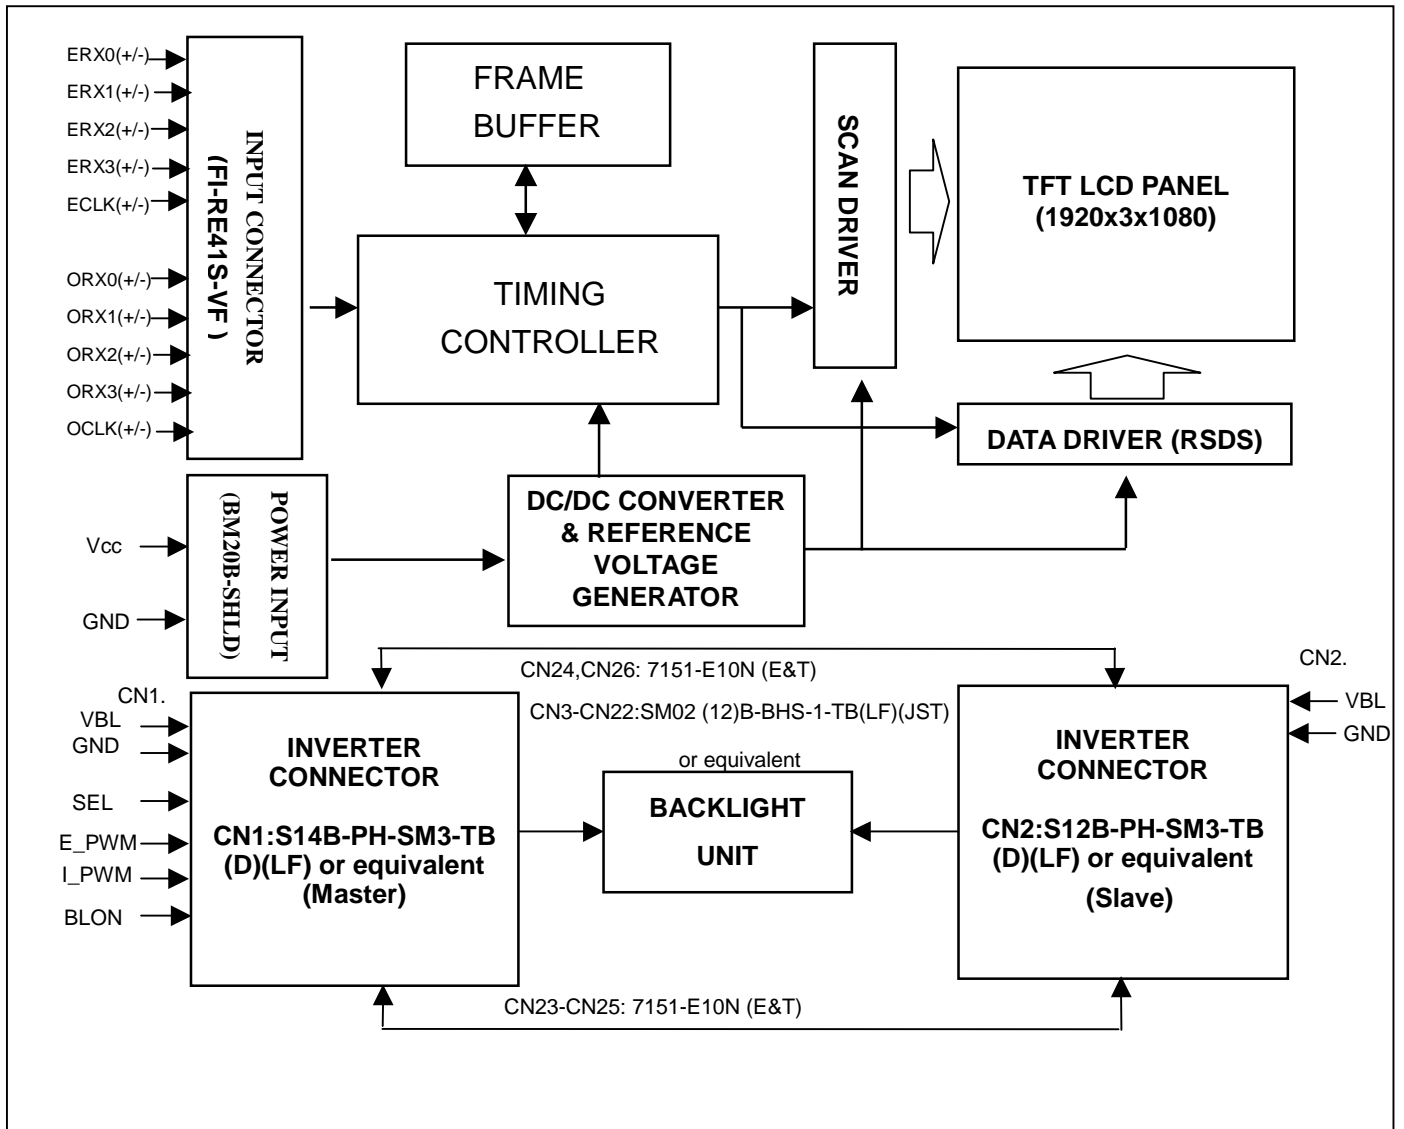 ERX0(+/-)
ERX1(+/-)
ERX2(+/-)
ERX3(+/-)
ECLK(+/-)
ORX0(+/-)
ORX1(+/-)
ORX2(+/-)
ORX3(+/-)
OCLK(+/-)
INPUT CONNECTOR
(FI-RE41S-VF )
FRAME
BUFFER
TIMING
CONTROLLER
SCAN DRIVER
TFT LCD PANEL
(1920x3x1080)
DATA DRIVER (RSDS)
Vcc
GND
POWER INPUT
(BM20B-SHLD)
DC/DC CONVERTER
& REFERENCE
VOLTAGE
GENERATOR
CN24,CN26: 7151-E10N (E&T)
CN3-CN22:SM02 (12)B-BHS-1-TB(LF)(JST)
or equivalent
CN1.
VBL
GND
SEL
E_PWM
I_PWM
BLON
INVERTER
CONNECTOR
CN1:S14B-PH-SM3-TB
(D)(LF) or equivalent
(Master)
BACKLIGHT
UNIT
INVERTER
CONNECTOR
CN2:S12B-PH-SM3-TB
(D)(LF) or equivalent
(Slave)
CN2.
VBL
GND
CN23-CN25: 7151-E10N (E&T)